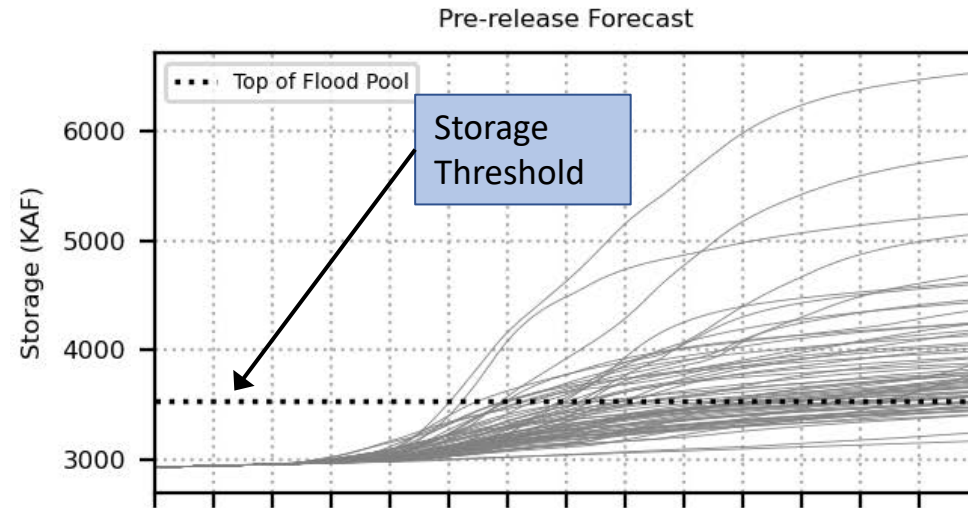 Pre-release Forecast
Top of Flood Pool
Storage
Threshold
Storage (KAF)
6000
5000
4000
3000